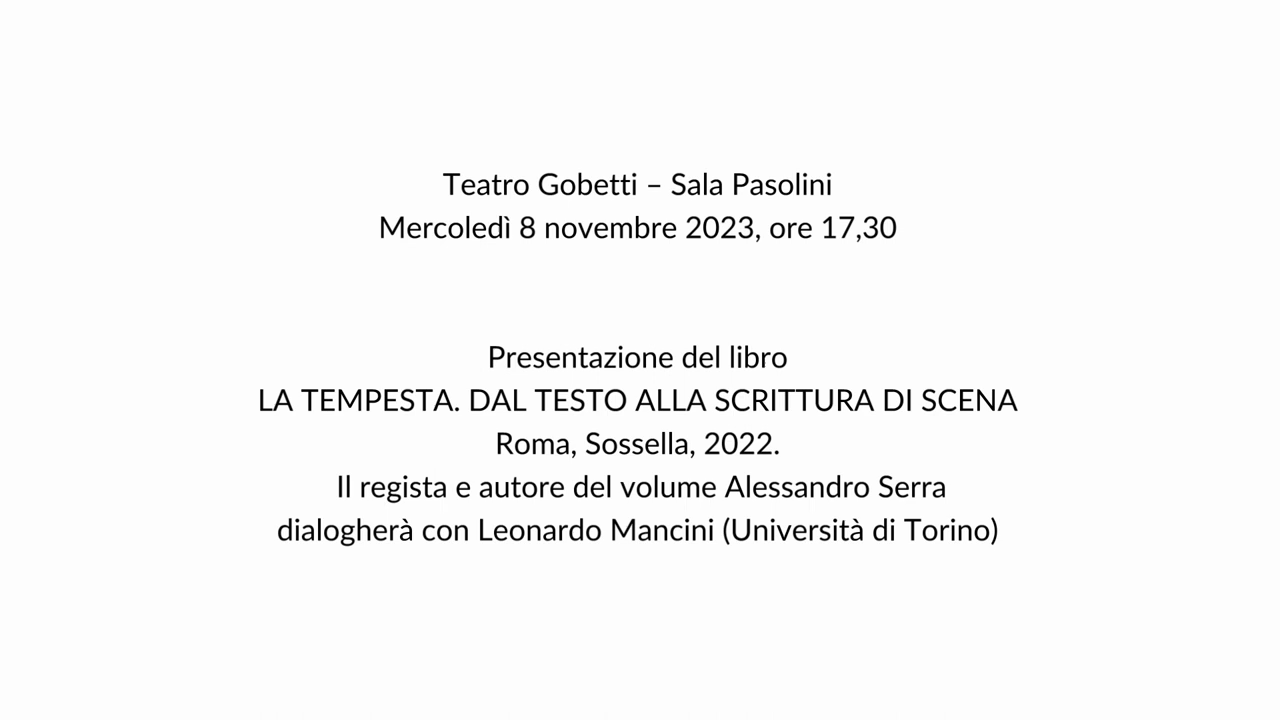 Teatro Gobetti – Sala Pasolini
Mercoledì 8 novembre 2023, ore 17,30
Presentazione del libro
LA TEMPESTA. DAL TESTO ALLA SCRITTURA DI SCENA
Roma, Sossella, 2022.
Il regista e autore del volume Alessandro Serra
dialogherà con Leonardo Mancini (Università di Torino)